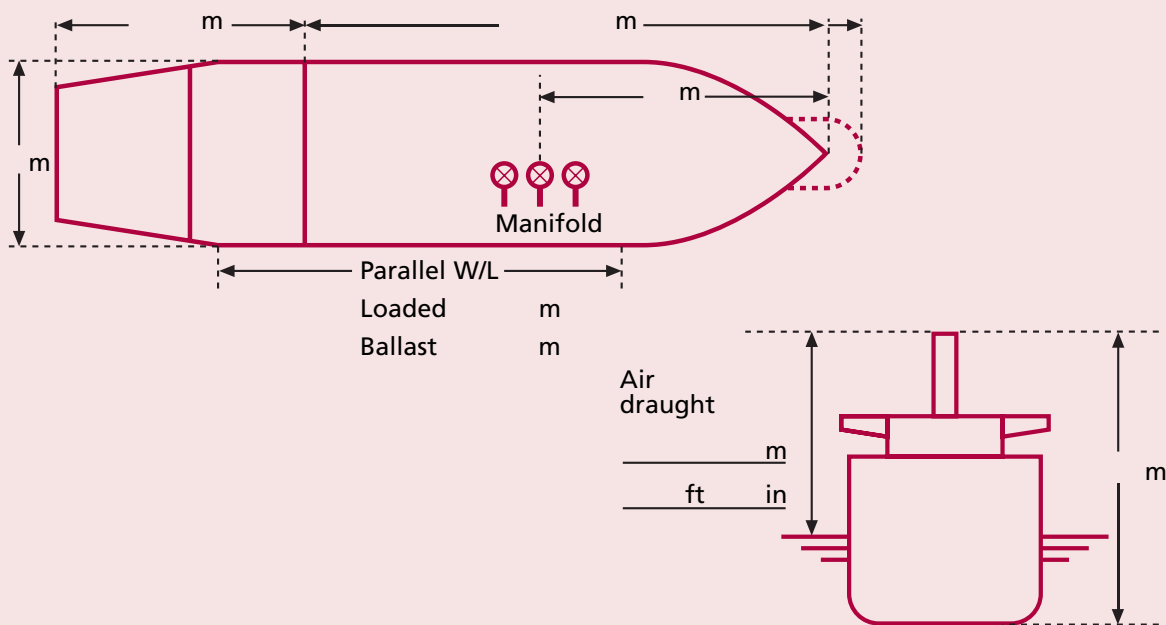 m m
m
m
Manifold
Parallel W/L
Loaded m
Ballast m
Air
draught
m
ft in
m